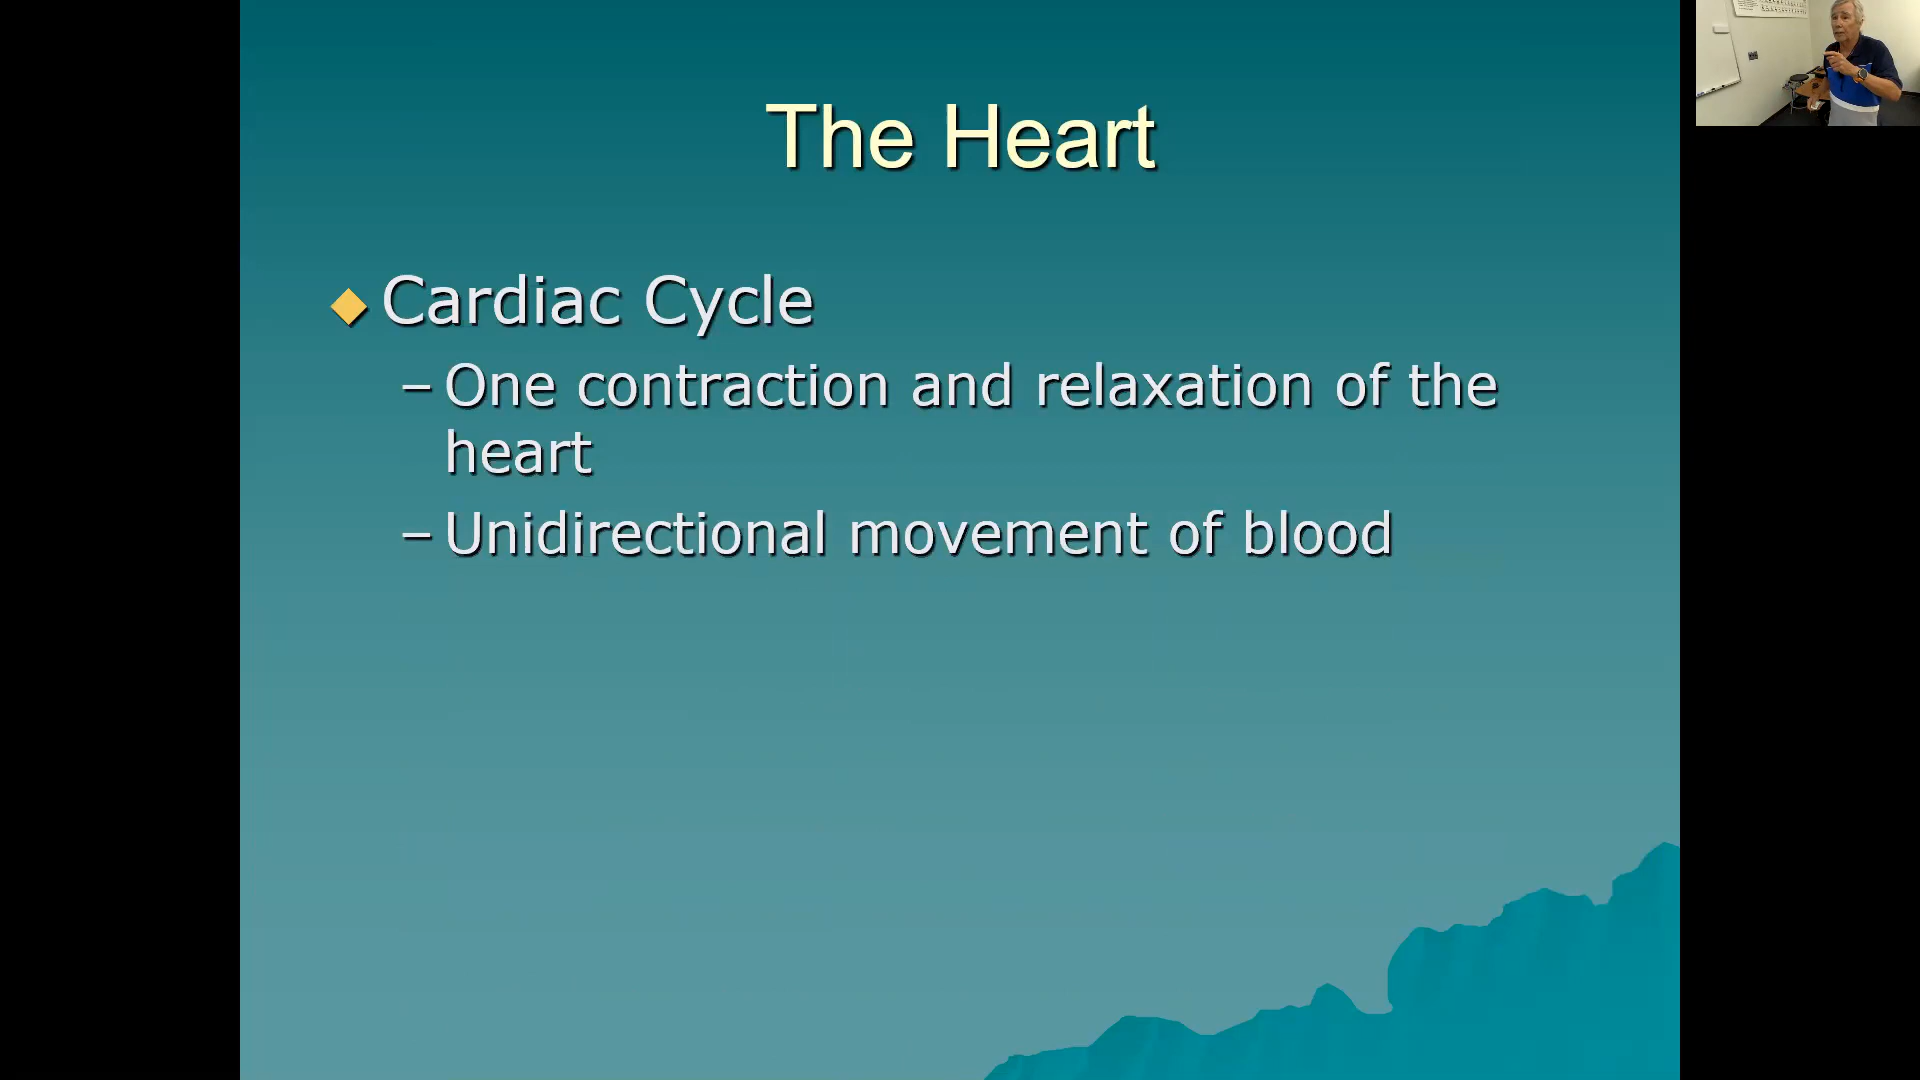 The Heart
Cardiac Cycle
– One contraction and relaxation of the
heart
– Unidirectional movement of blood